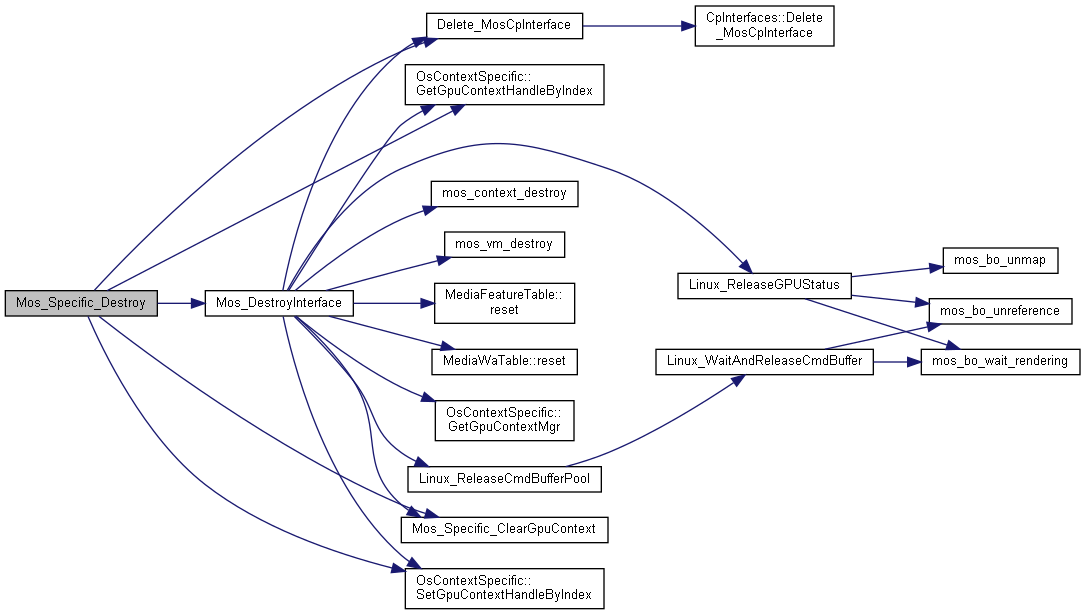 Delete_MosCpInterface
CpInterfaces::Delete
_MosCpInterface
OsContextSpecific::
GetGpuContextHandleByIndex
mos_context_destroy
mos_vm_destroy
mos_bo_unmap
Linux_ReleaseGPUStatus
Mos_Specific_Destroy
Mos_DestroyInterface
MediaFeatureTable::
reset
mos_bo_unreference
MediaWaTable::reset
Linux_WaitAndReleaseCmdBuffer
mos_bo_wait_rendering
OsContextSpecific::
GetGpuContextMgr
Linux_ReleaseCmdBufferPool
Mos_Specific_ClearGpuContext
OsContextSpecific::
SetGpuContextHandleByIndex